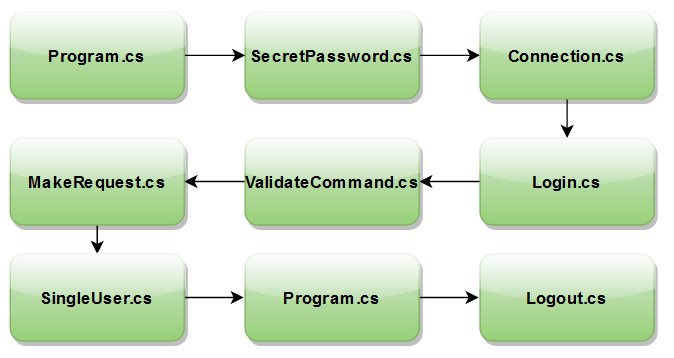 Program.cs
SecretPassword.cs
Connection.cs
MakeRequest.cs
ValidateCommand.cs
Login.cs
SingleUser.cs
Program.cs
Logout.cs